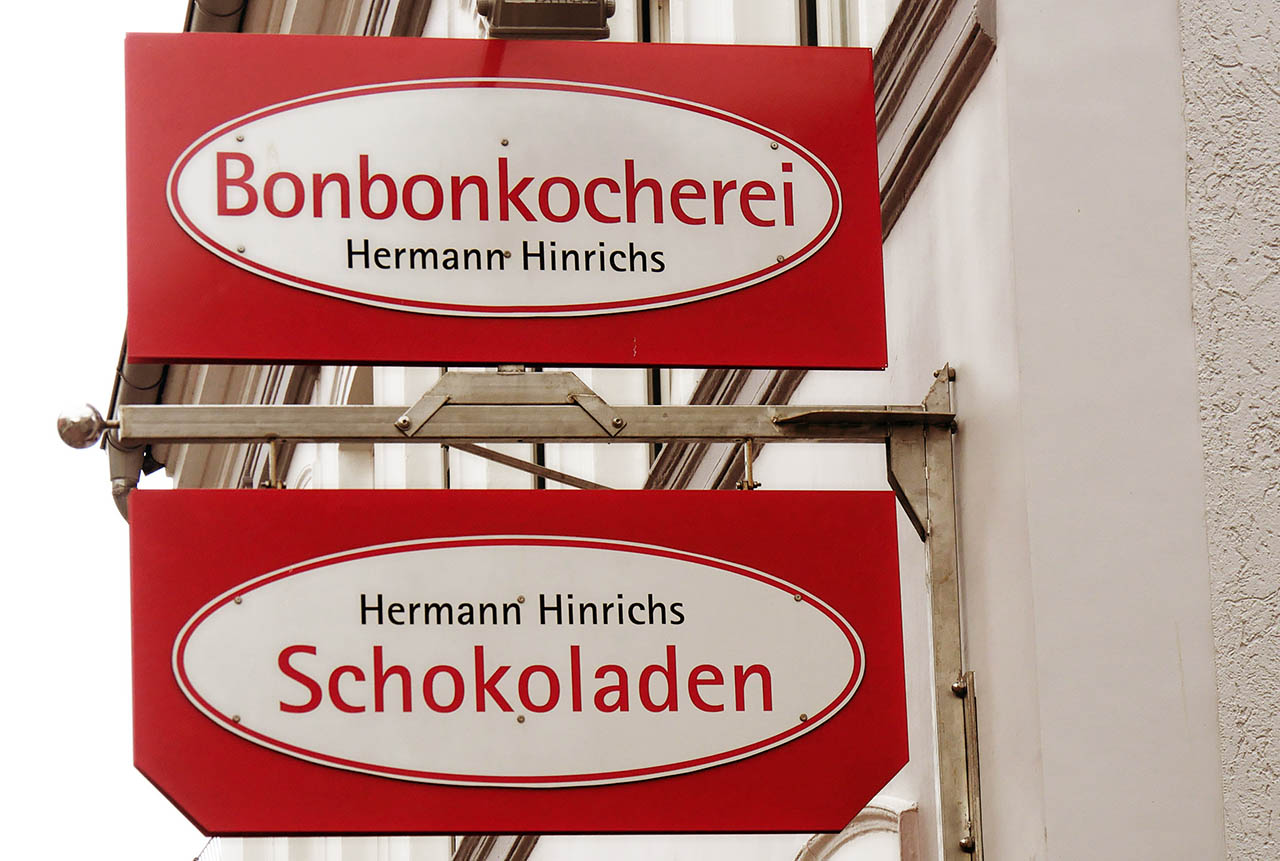 Bonbonkocherei
Hermann Hinrichs
Hermann Hinrichs
Schokoladen